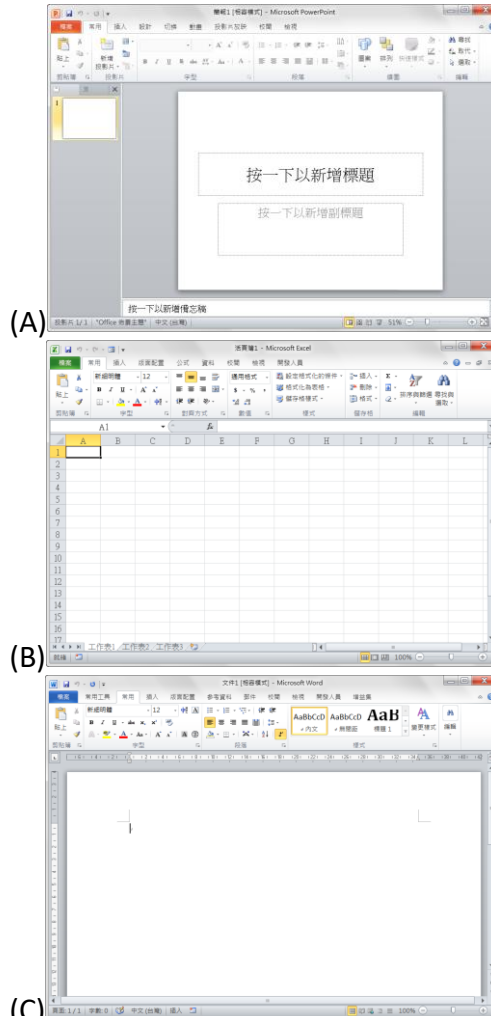 簡報1 [相容模式] - Microsoft PowerPoint
檔案 常用 插入 設計 切換 動畫 投影片放映 校閱 檢視
貼上 新增 投影片 圖案 排列 快速樣式 尋找 取代 選取
剪貼簿 投影片 字型 段落 繪圖 編輯
1
按一下以新增標題
按一下以新增副標題
按一下以新增備忘稿
投影片 1/1 "Office 佈景主題" 中文 (台灣) 51%
(A)
活頁簿1 - Microsoft Excel
檔案 常用 插入 版面配置 公式 資料 校閱 檢視 開發人員
新細明體 12 通用格式 設定格式化的條件 插入
貼上 B I U 格式化為表格 刪除 排序與篩選 尋找與選取
儲存格樣式 格式
剪貼簿 字型 對齊方式 數值 樣式 儲存格 編輯
A1 fx
A B C D E F G H I J K L
1
2
3
4
5
6
7
8
9
10
11
12
13
14
15
16
17
工作表1 工作表2 工作表3
就緒 100%
(B)
文件1 [相容模式] - Microsoft Word
檔案 常用工具 常用 插入 版面配置 參考資料 郵件 校閱 檢視 開發人員 增益集
新細明體 12
貼上 B I U AaBbCcD AaBbCcD AaB 變更樣式 編輯
內文 無間距 標題 1
剪貼簿 字型 段落 樣式
頁面: 1/1 字數: 0 中文 (台灣) 插入 100%
(C)